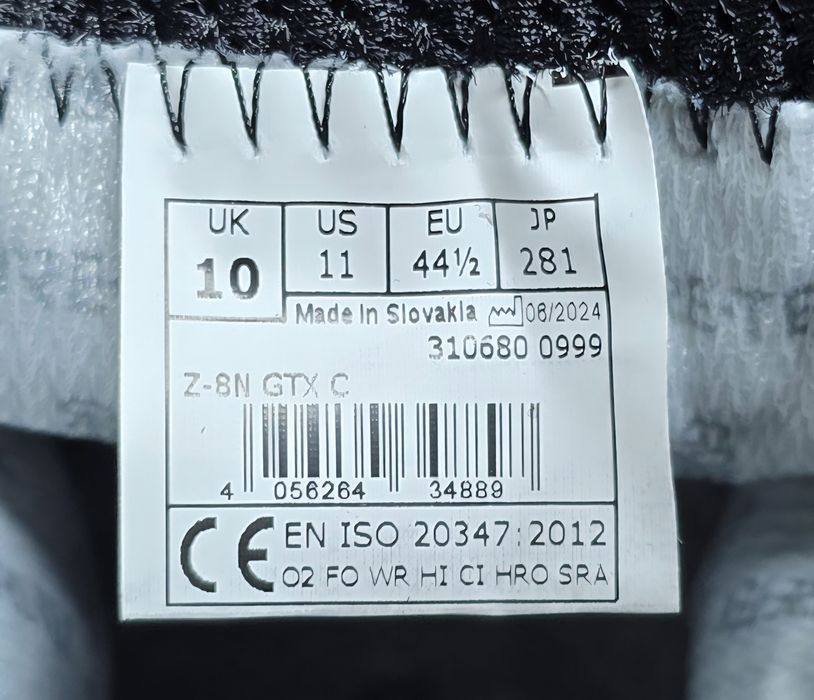 UK US EU JP
10 11 44½ 281
Made In Slovakia 06/2024
310680 0999
Z-8N GTX C
4 056264 34889
CE EN ISO 20347:2012
O2 FO WR HI CI HRO SRA